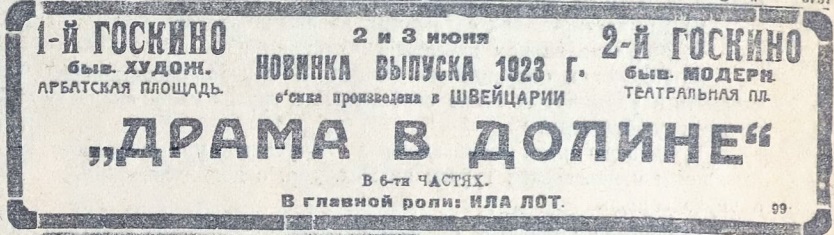 1-й ГОСКИНО
быв. ХУДОЖ.
АРБАТСКАЯ ПЛОЩАДЬ.
2 и 3 июня
НОВИНКА ВЫПУСКА 1923 Г.
с'емка произведена в ШВЕЙЦАРИИ
2-й ГОСКИНО
быв. МОДЕРН.
ТЕАТРАЛЬНАЯ ПЛ.
„ДРАМА В ДОЛИНЕ“
В 6-ти ЧАСТЯХ.
В главной роли: ИЛА ЛОТ.
99